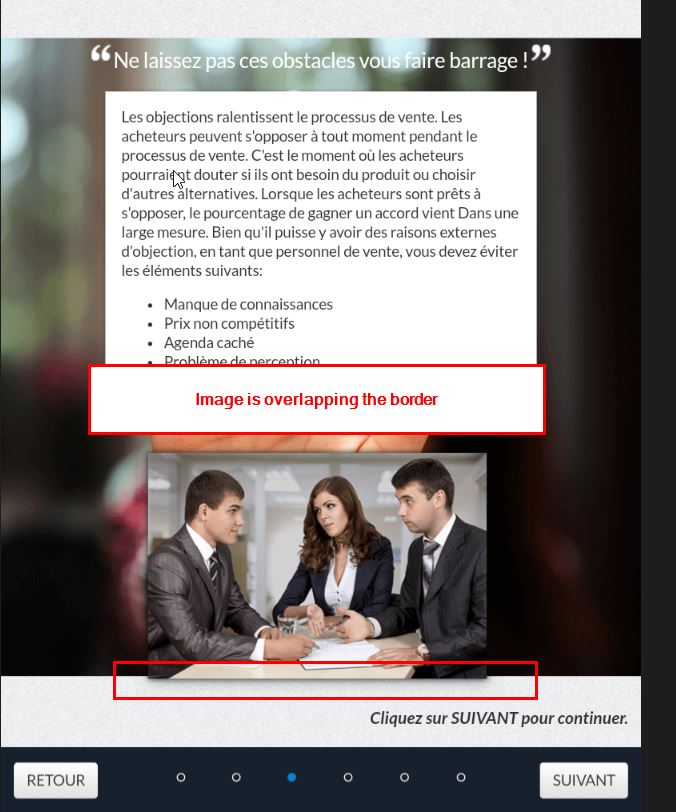 “Ne laissez pas ces obstacles vous faire barrage !”
Les objections ralentissent le processus de vente. Les
acheteurs peuvent s'opposer à tout moment pendant le
processus de vente. C'est le moment où les acheteurs
pourraient douter si ils ont besoin du produit ou choisir
d'autres alternatives. Lorsque les acheteurs sont prêts à
s'opposer, le pourcentage de gagner un accord vient Dans une
large mesure. Bien qu'il puisse y avoir des raisons externes
d'objection, en tant que personnel de vente, vous devez éviter
les éléments suivants:
• Manque de connaissances
• Prix non compétitifs
• Agenda caché
• Problème de perception
Image is overlapping the border
Cliquez sur SUIVANT pour continuer.
RETOUR
SUIVANT